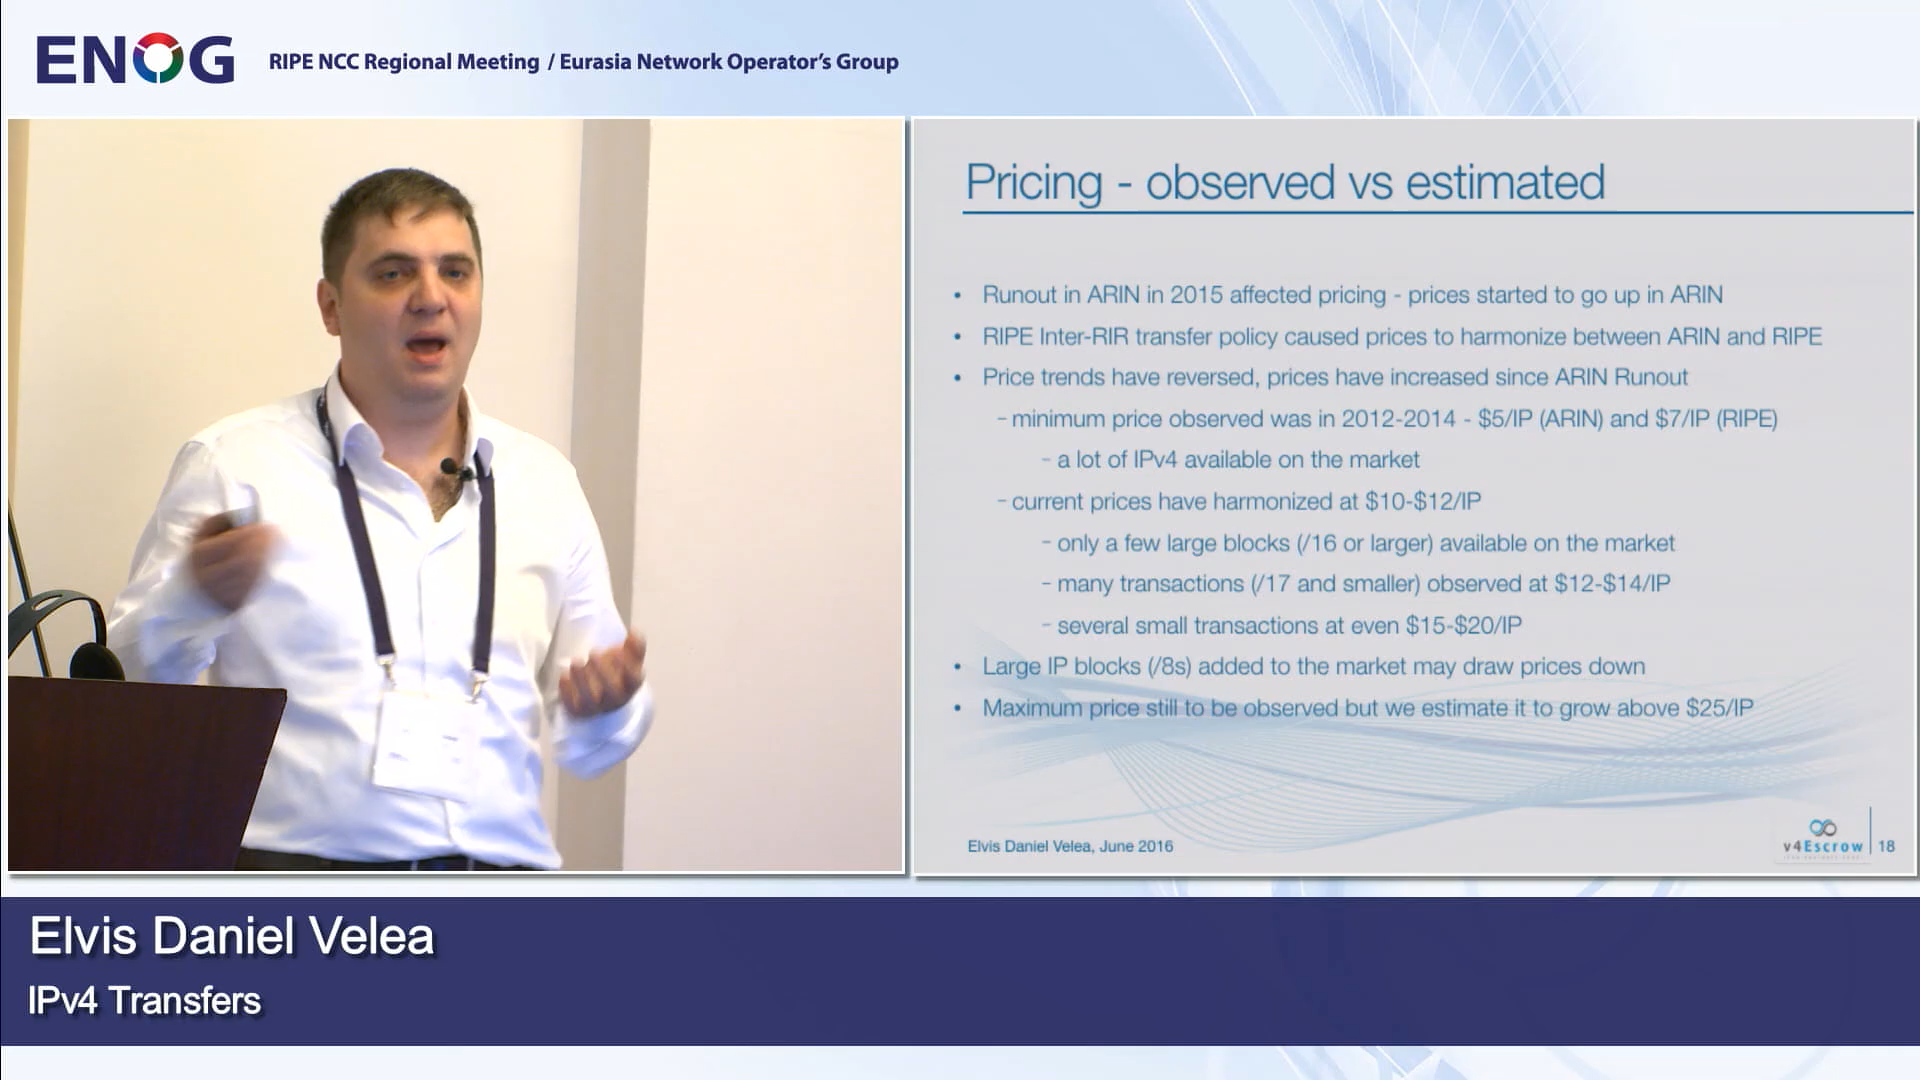 ENOG
RIPE NCC Regional Meeting / Eurasia Network Operator's Group
Pricing - observed vs estimated
• Runout in ARIN in 2015 affected pricing - prices started to go up in ARIN
• RIPE Inter-RIR transfer policy caused prices to harmonize between ARIN and RIPE
• Price trends have reversed, prices have increased since ARIN Runout
- minimum price observed was in 2012-2014 - $5/IP (ARIN) and $7/IP (RIPE)
- a lot of IPv4 available on the market
- current prices have harmonized at $10-$12/IP
- only a few large blocks (/16 or larger) available on the market
- many transactions (/17 and smaller) observed at $12-$14/IP
- several small transactions at even $15-$20/IP
• Large IP blocks (/8s) added to the market may draw prices down
• Maximum price still to be observed but we estimate it to grow above $25/IP
Elvis Daniel Velea, June 2016
v4Escrow
18
Elvis Daniel Velea
IPv4 Transfers